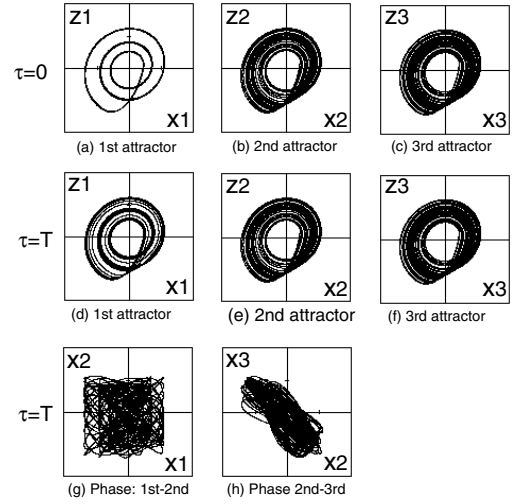 z1 z2 z3
τ=0
x1 x2 x3
(a) 1st attractor (b) 2nd attractor (c) 3rd attractor
z1 z2 z3
τ=T
x1 x2 x3
(d) 1st attractor (e) 2nd attractor (f) 3rd attractor
x2 x3
τ=T
x1 x2
(g) Phase: 1st-2nd (h) Phase 2nd-3rd